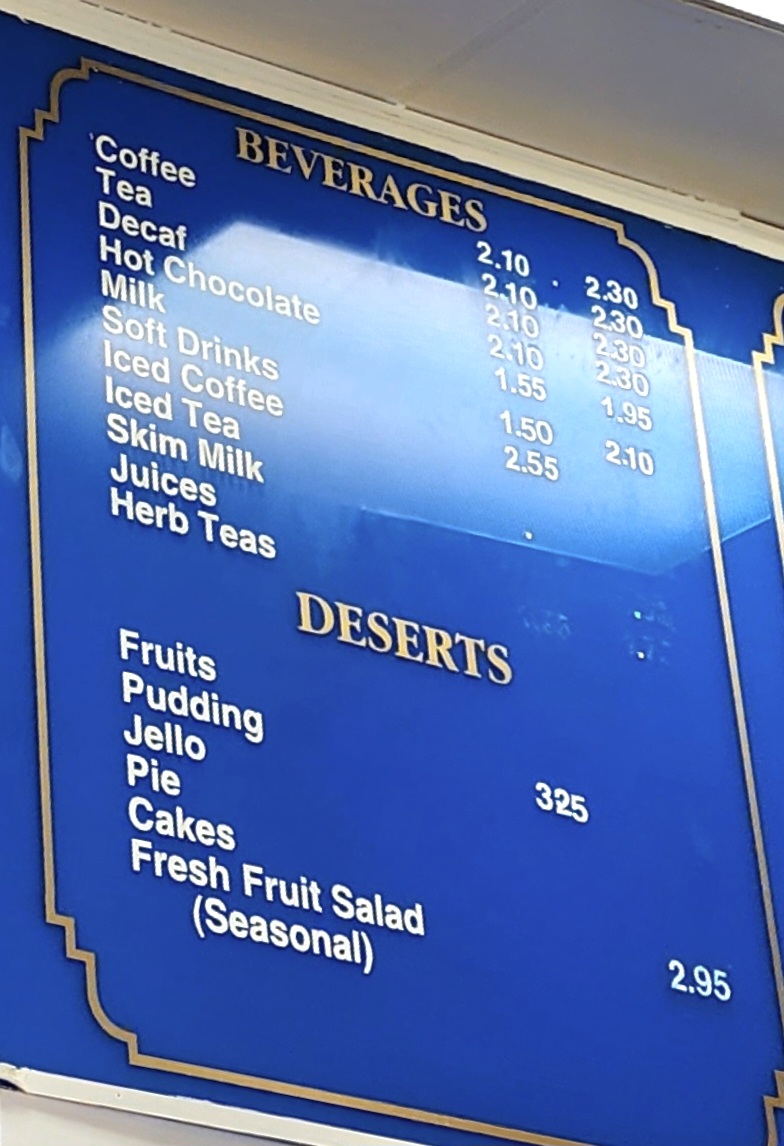 BEVERAGES
Coffee 2.10 2.30
Tea 2.10 2.30
Decaf 2.10 2.30
Hot Chocolate 2.10 2.30
Milk 1.55 1.95
Soft Drinks 1.50 2.10
Iced Coffee 2.55
Iced Tea
Skim Milk
Juices
Herb Teas
DESERTS
Fruits
Pudding 325
Jello
Pie
Cakes
Fresh Fruit Salad 2.95
(Seasonal)